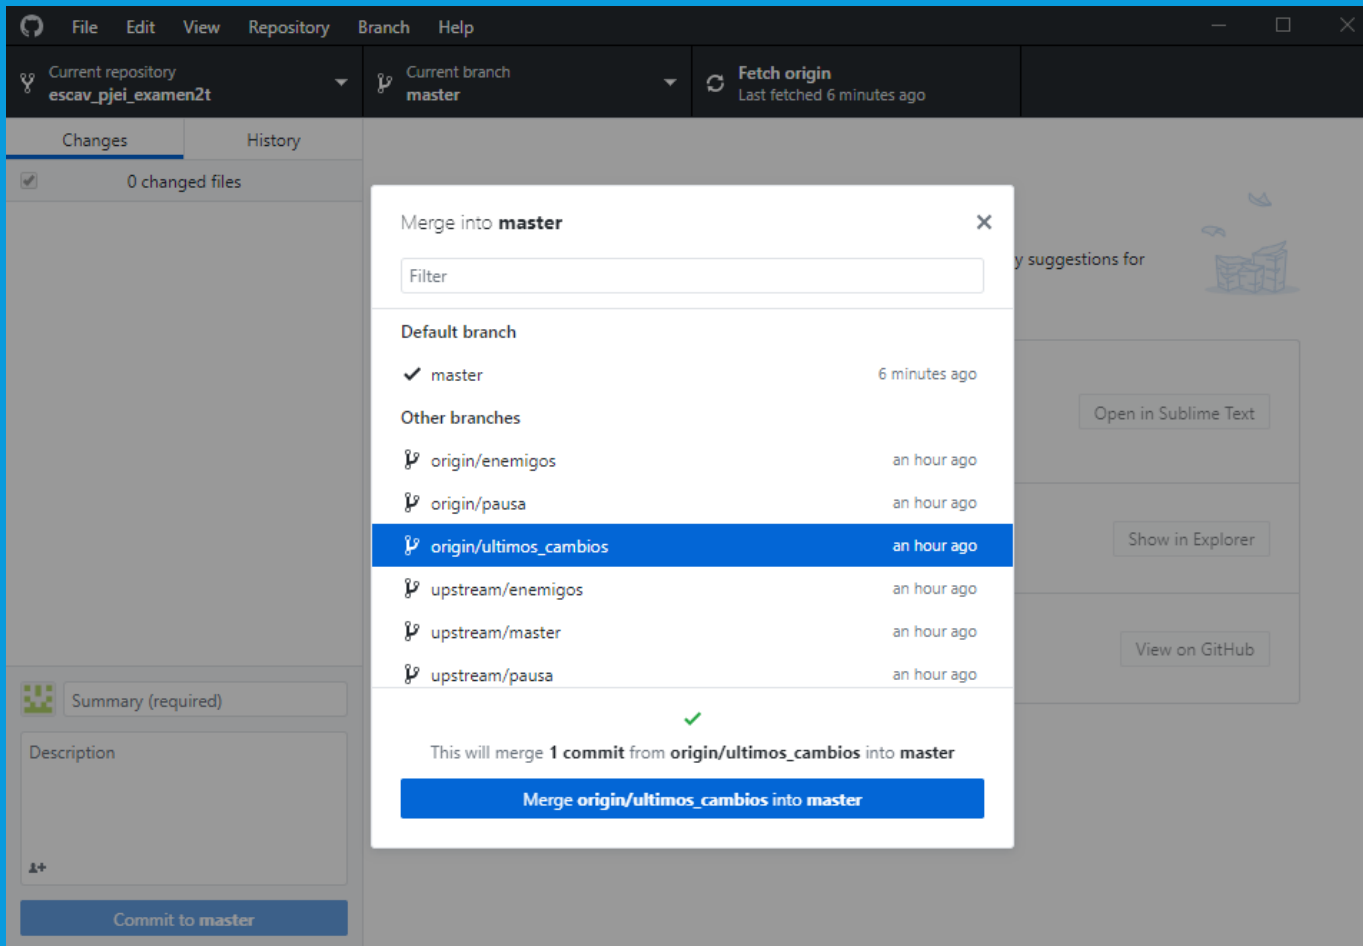 File Edit View Repository Branch Help
Current repository
escav_pjei_examen2t
Current branch
master
Fetch origin
Last fetched 6 minutes ago
Changes History
0 changed files
y suggestions for
Open in Sublime Text
Show in Explorer
View on GitHub
Merge into master
Filter
Default branch
master 6 minutes ago
Other branches
origin/enemigos an hour ago
origin/pausa an hour ago
origin/ultimos_cambios an hour ago
upstream/enemigos an hour ago
upstream/master an hour ago
upstream/pausa an hour ago
This will merge 1 commit from origin/ultimos_cambios into master
Merge origin/ultimos_cambios into master
Summary (required)
Description
Commit to master